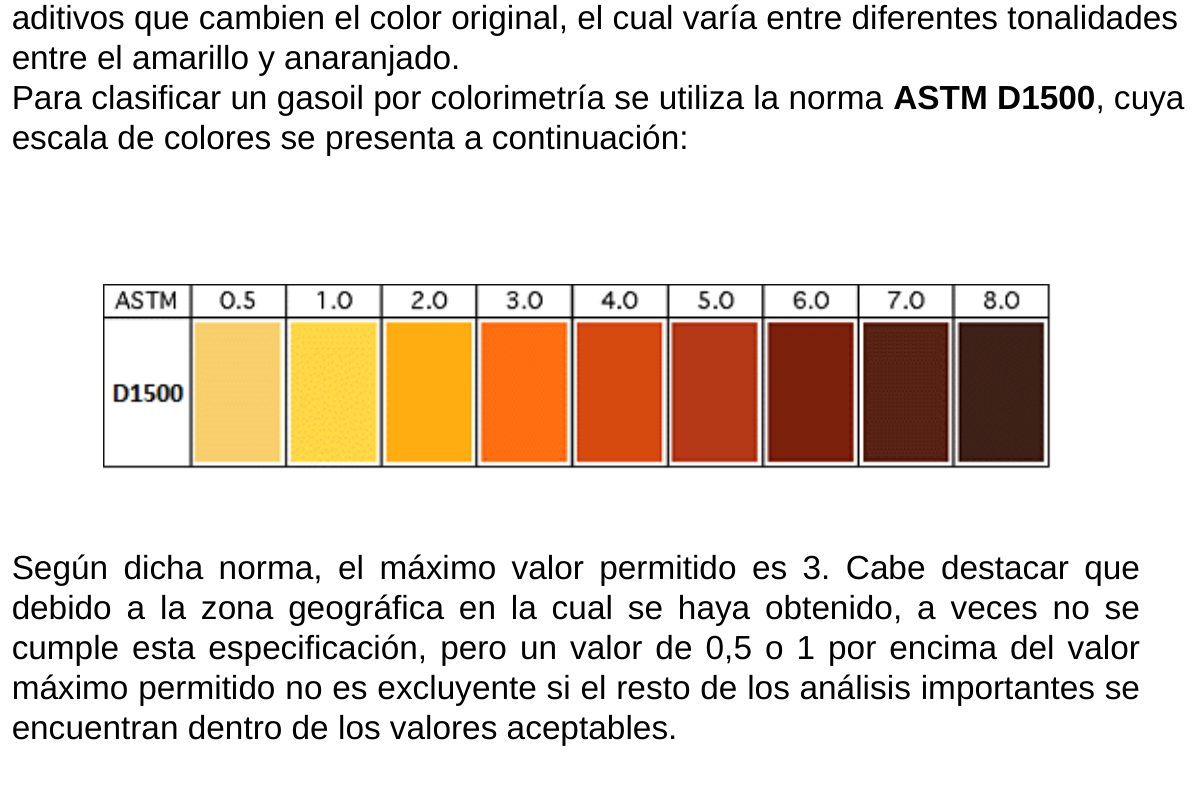 aditivos que cambien el color original, el cual varía entre diferentes tonalidades
entre el amarillo y anaranjado.
Para clasificar un gasoil por colorimetría se utiliza la norma ASTM D1500, cuya
escala de colores se presenta a continuación:
ASTM 0.5 1.0 2.0 3.0 4.0 5.0 6.0 7.0 8.0
D1500
Según dicha norma, el máximo valor permitido es 3. Cabe destacar que
debido a la zona geográfica en la cual se haya obtenido, a veces no se
cumple esta especificación, pero un valor de 0,5 o 1 por encima del valor
máximo permitido no es excluyente si el resto de los análisis importantes se
encuentran dentro de los valores aceptables.